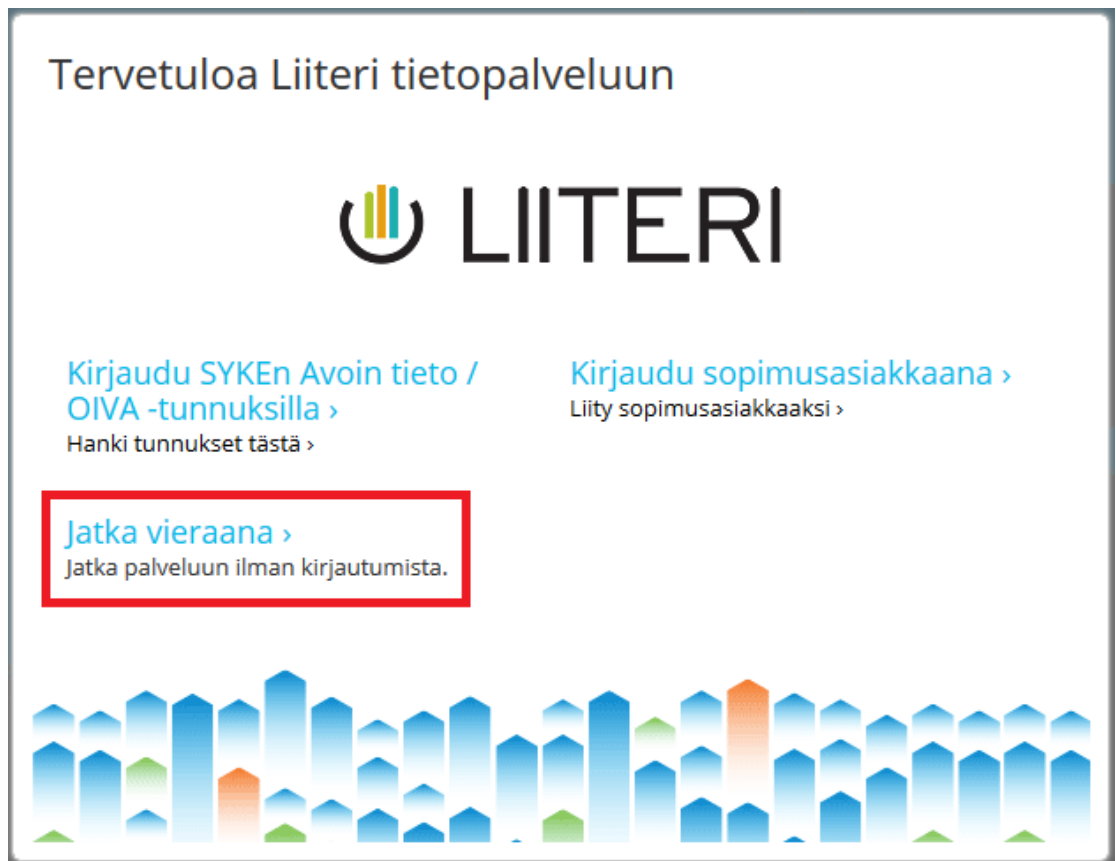 Tervetuloa Liiteri tietopalveluun
LIITERI
Kirjaudu SYKEn Avoin tieto /
OIVA -tunnuksilla ›
Hanki tunnukset tästä ›
Kirjaudu sopimusasiakkaana ›
Liity sopimusasiakkaaksi ›
Jatka vieraana ›
Jatka palveluun ilman kirjautumista.